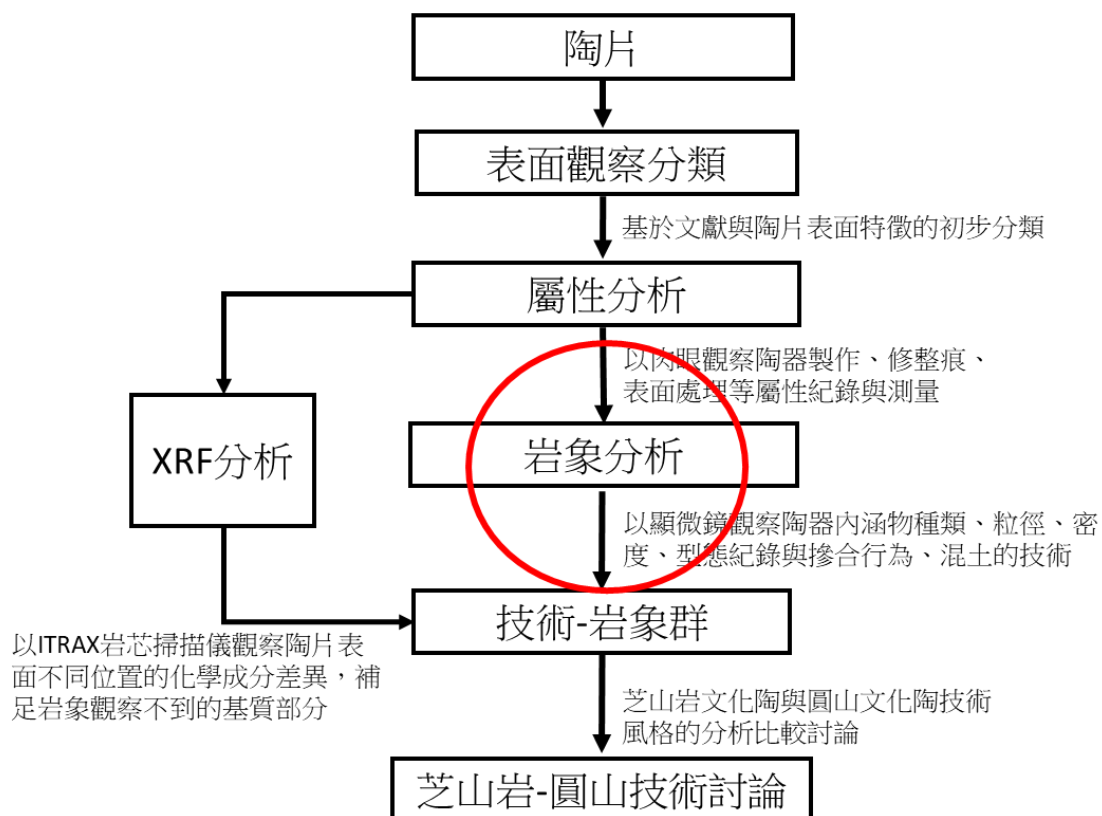 陶片
表面觀察分類
基於文獻與陶片表面特徵的初步分類
屬性分析
以肉眼觀察陶器製作、修整痕、
表面處理等屬性紀錄與測量
XRF分析
岩象分析
以顯微鏡觀察陶器內涵物種類、粒徑、密
度、型態紀錄與摻合行為、混土的技術
技術-岩象群
以ITRAX岩芯掃描儀觀察陶片表
面不同位置的化學成分差異，補
足岩象觀察不到的基質部分
芝山岩文化陶與圓山文化陶技術
風格的分析比較討論
芝山岩-圓山技術討論